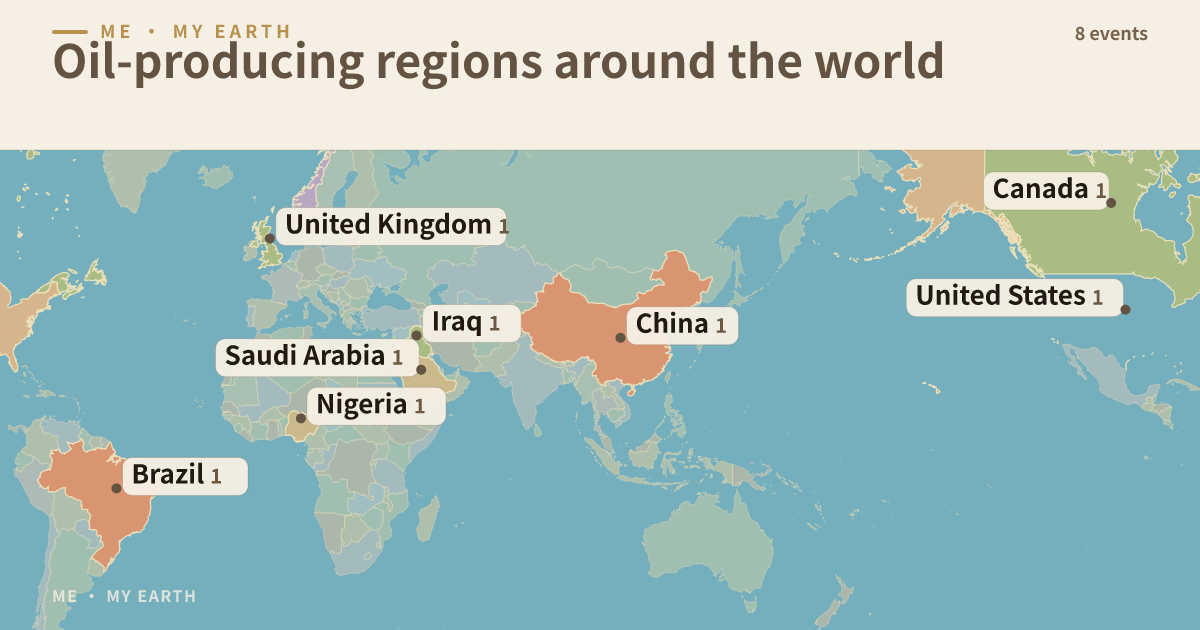 ME • MY EARTH
8 events
Oil-producing regions around the world
Canada 1
United Kingdom 1
United States 1
Iraq 1
China 1
Saudi Arabia 1
Nigeria 1
Brazil 1
ME • MY EARTH